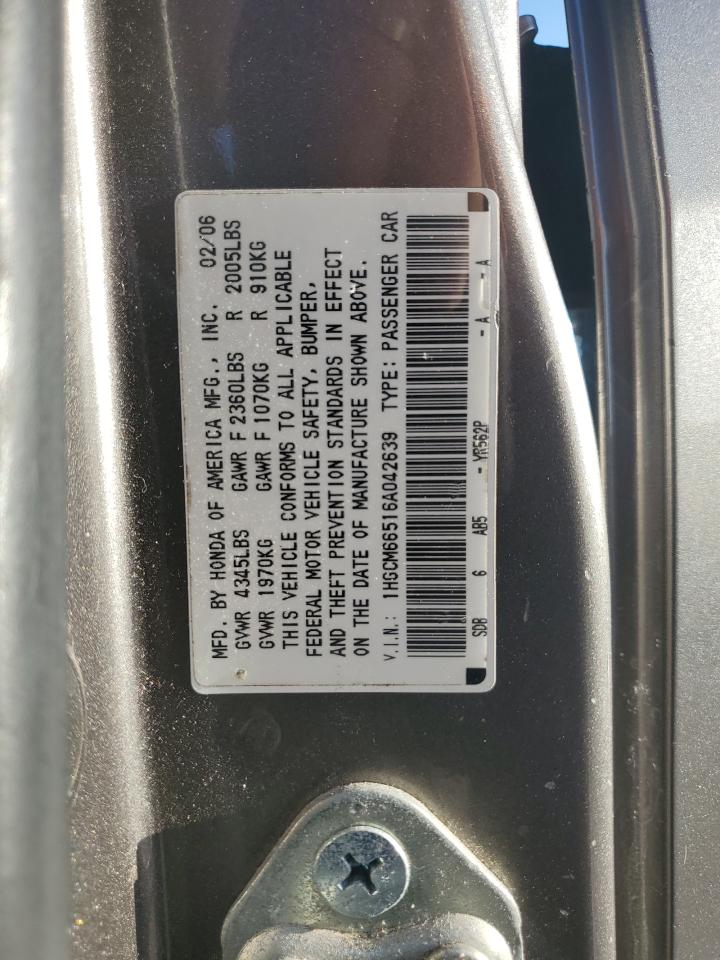 MFD. BY HONDA OF AMERICA MFG., INC. 02/06
GVWR 4345LBS GAWR F 2360LBS R 2005LBS
GVWR 1970KG GAWR F 1070KG R 910KG
THIS VEHICLE CONFORMS TO ALL APPLICABLE
FEDERAL MOTOR VEHICLE SAFETY, BUMPER,
AND THEFT PREVENTION STANDARDS IN EFFECT
ON THE DATE OF MANUFACTURE SHOWN ABOVE.
V.I.N.: 1HGCM66516A042639 TYPE: PASSENGER CAR
SDB 6 AB5 - YR562P - A - A